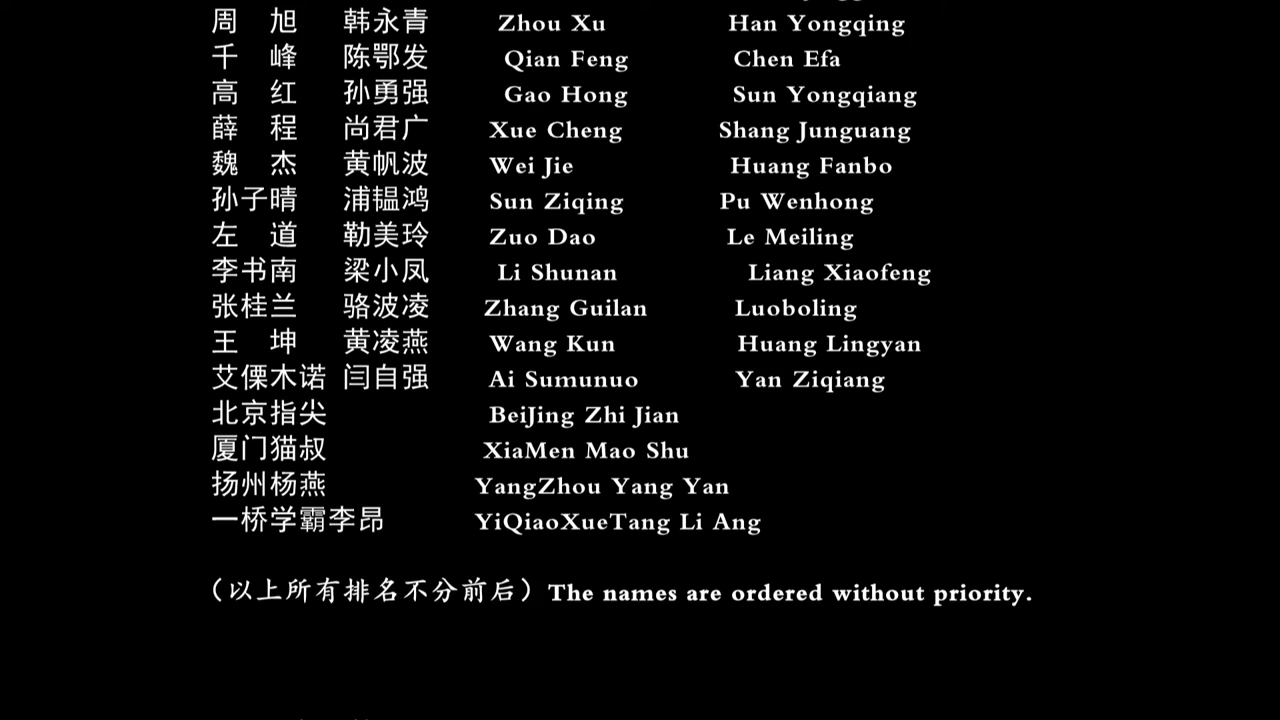 周 旭 韩永青 Zhou Xu Han Yongqing
千 峰 陈鄂发 Qian Feng Chen Efa
高 红 孙勇强 Gao Hong Sun Yongqiang
薛 程 尚君广 Xue Cheng Shang Junguang
魏 杰 黄帆波 Wei Jie Huang Fanbo
孙子晴 浦韫鸿 Sun Ziqing Pu Wenhong
左 道 勒美玲 Zuo Dao Le Meiling
李书南 梁小凤 Li Shunan Liang Xiaofeng
张桂兰 骆波凌 Zhang Guilan Luoboling
王 坤 黄凌燕 Wang Kun Huang Lingyan
艾傈木诺 闫自强 Ai Sumunuo Yan Ziqiang
北京指尖 BeiJing Zhi Jian
厦门猫叔 XiaMen Mao Shu
扬州杨燕 YangZhou Yang Yan
一桥学霸李昂 YiQiaoXueTang Li Ang
（以上所有排名不分前后）The names are ordered without priority.